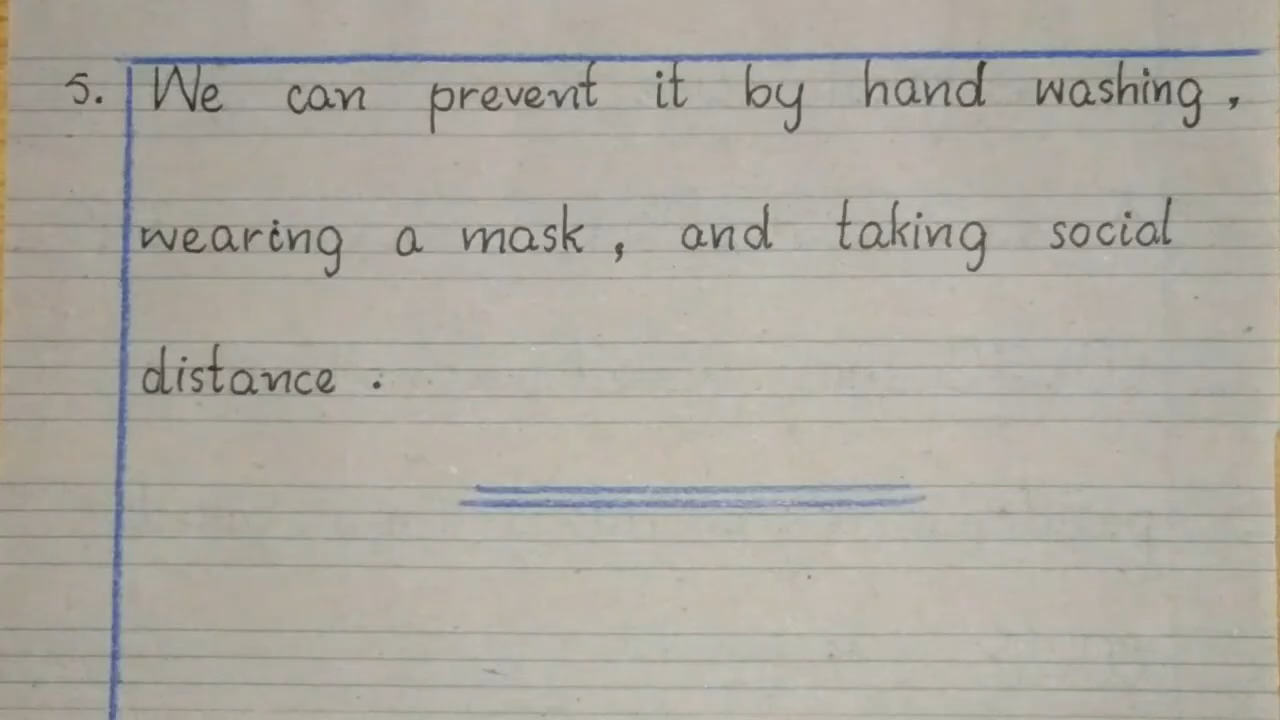 5. We can prevent it by hand washing,
wearing a mask, and taking social
distance.